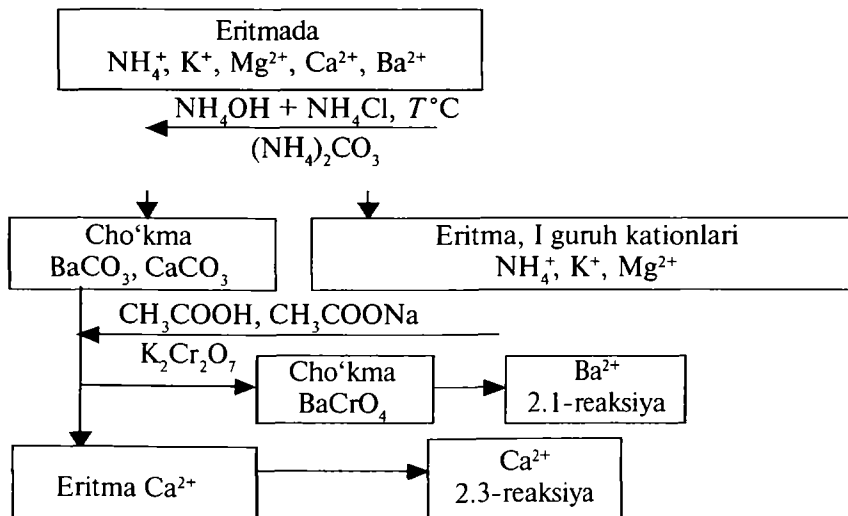 Eritmada
NH₄⁺, K⁺, Mg²⁺, Ca²⁺, Ba²⁺
NH₄OH + NH₄Cl, T°C
(NH₄)₂CO₃
Cho‘kma
BaCO₃, CaCO₃
Eritma, I guruh kationlari
NH₄⁺, K⁺, Mg²⁺
CH₃COOH, CH₃COONa
K₂Cr₂O₇
Cho‘kma
BaCrO₄
Ba²⁺
2.1-reaksiya
Eritma Ca²⁺
Ca²⁺
2.3-reaksiya